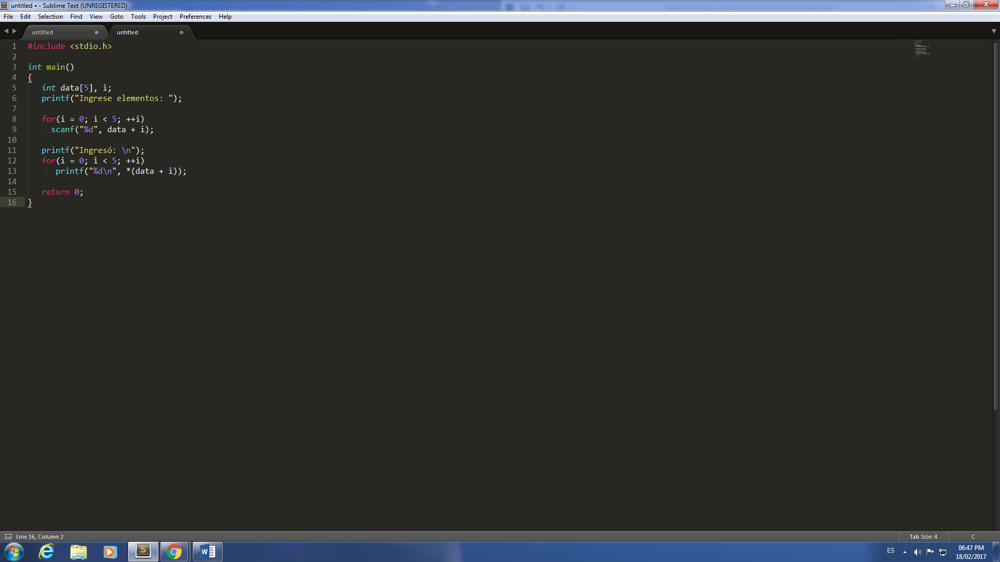 untitled • - Sublime Text (UNREGISTERED)
File Edit Selection Find View Goto Tools Project Preferences Help
untitled untitled
1 #include <stdio.h>
2
3 int main()
4 {
5 int data[5], i;
6 printf("Ingrese elementos: ");
7
8 for(i = 0; i < 5; ++i)
9 scanf("%d", data + i);
10
11 printf("Ingresó: \n");
12 for(i = 0; i < 5; ++i)
13 printf("%d\n", *(data + i));
14
15 return 0;
16 }
Line 16, Column 2 Tab Size: 4 C
ES 06:47 PM
18/02/2017